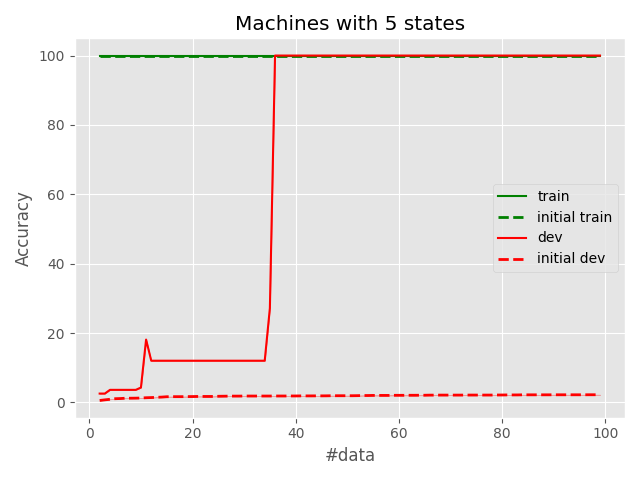 Machines with 5 states
Accuracy
100
80
60
40
20
0
train
initial train
dev
initial dev
0 20 40 60 80 100
#data